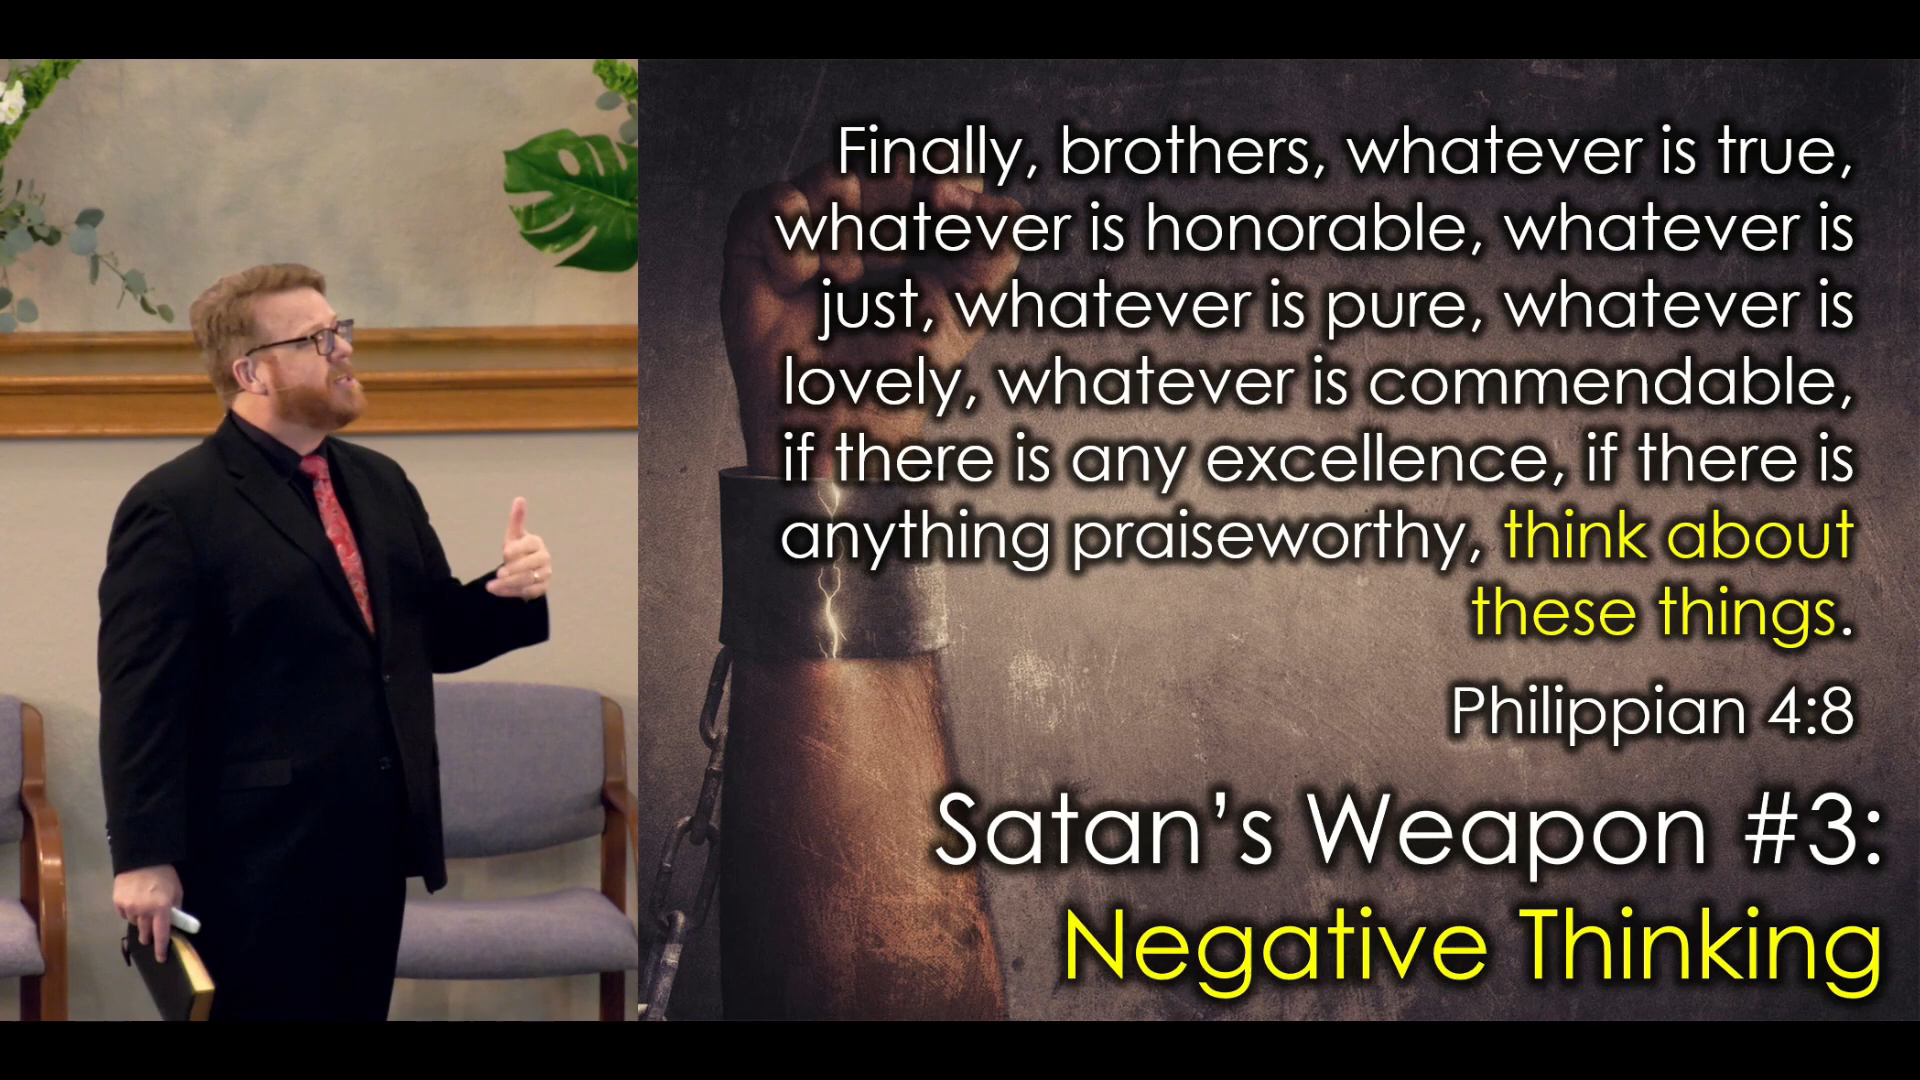 Finally, brothers, whatever is true,
whatever is honorable, whatever is
just, whatever is pure, whatever is
lovely, whatever is commendable,
if there is any excellence, if there is
anything praiseworthy, think about
these things.
Philippian 4:8
Satan’s Weapon #3:
Negative Thinking